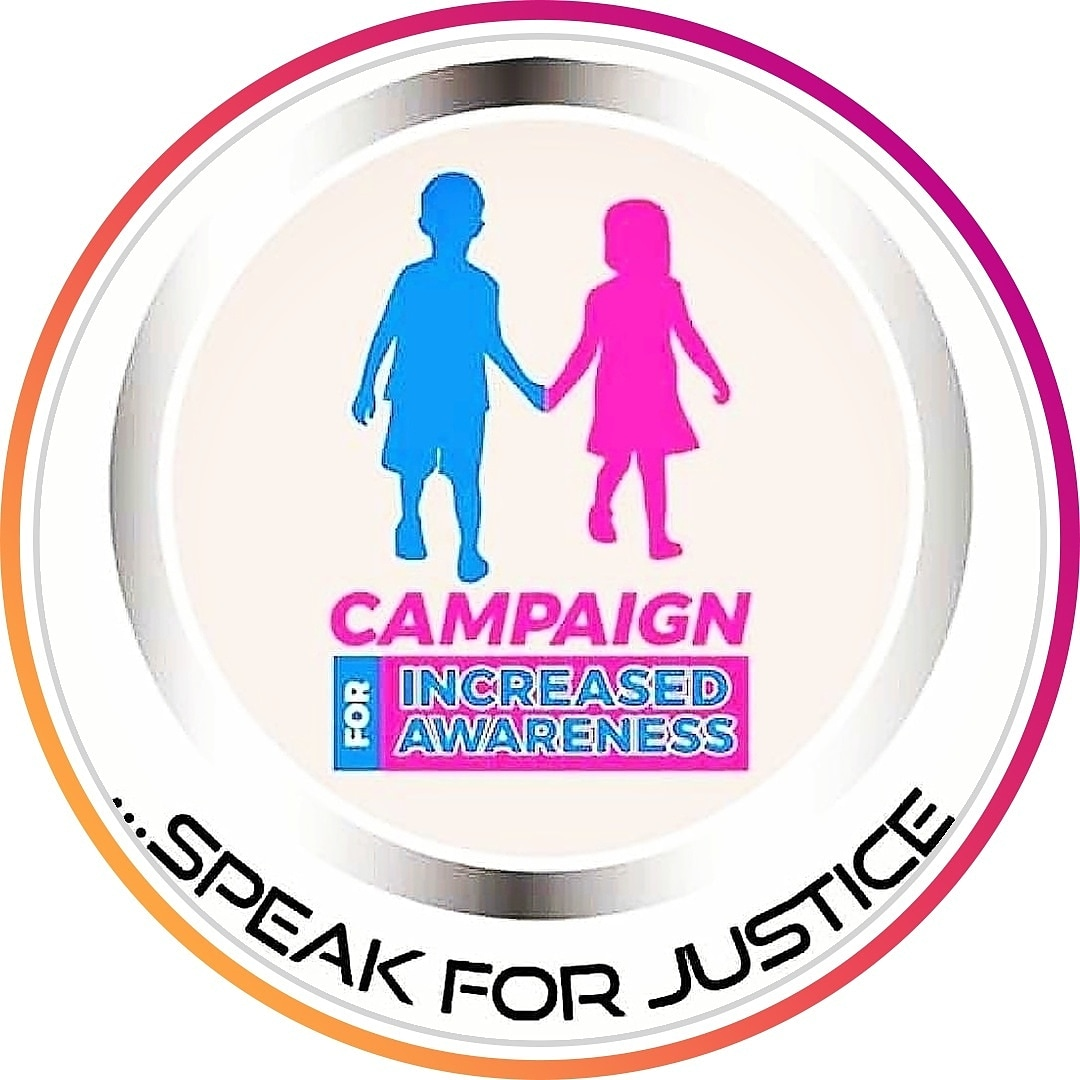 CAMPAIGN
FOR
INCREASED
AWARENESS
...SPEAK FOR JUSTICE